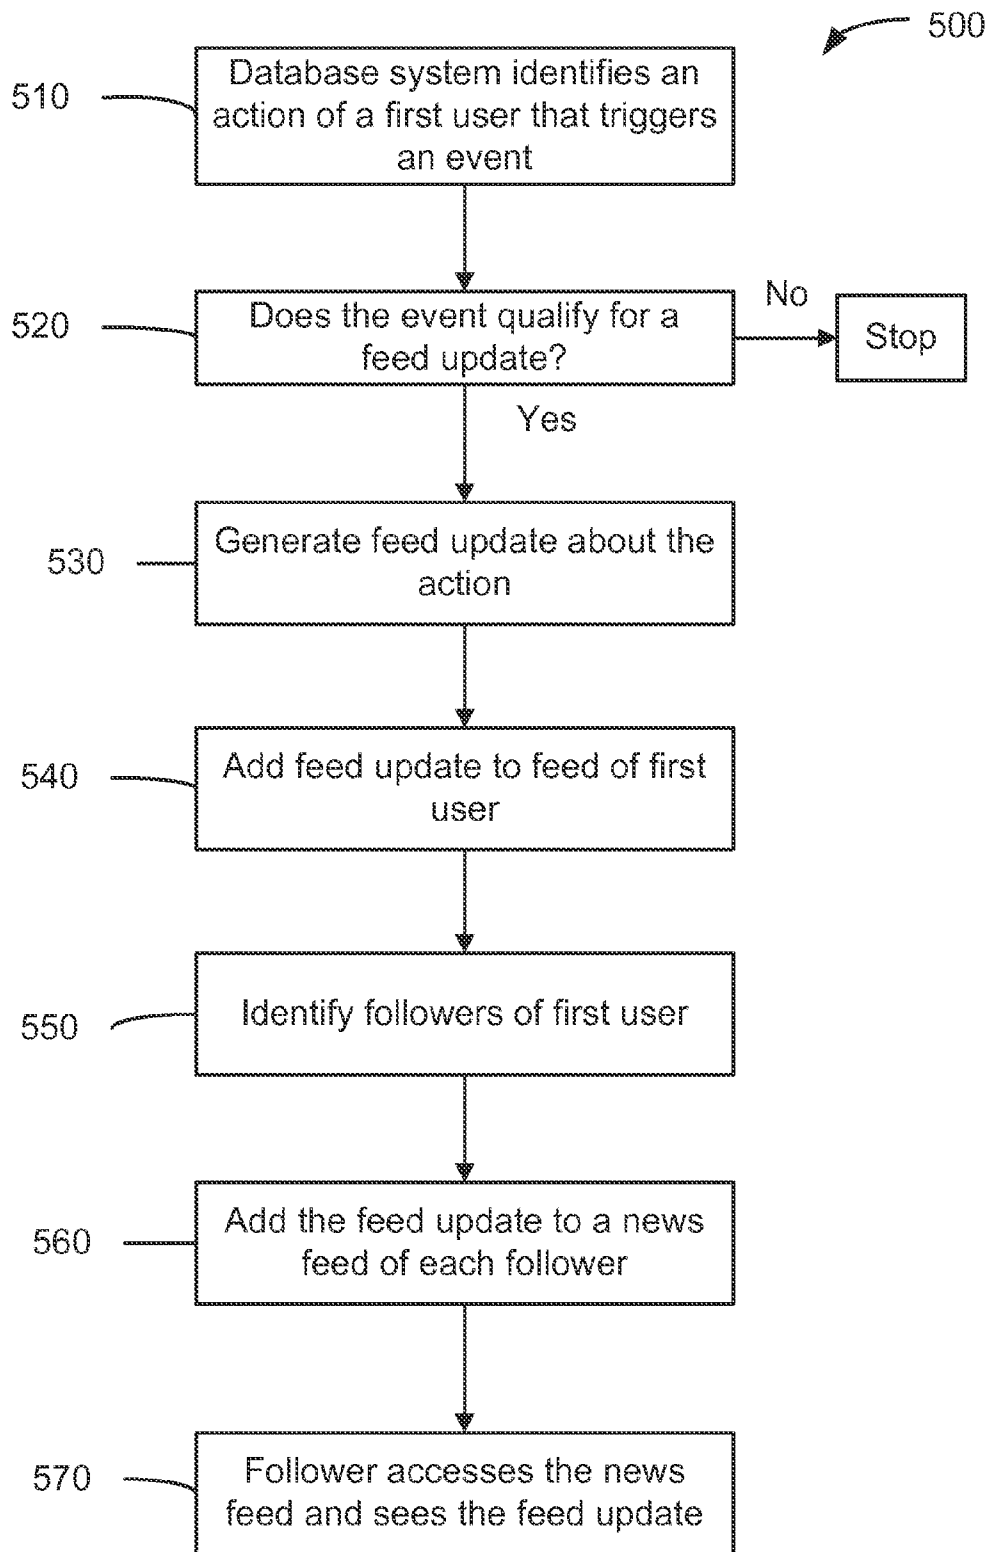 500
510
Database system identifies an
action of a first user that triggers
an event
520
Does the event qualify for a
feed update?
No
Stop
Yes
530
Generate feed update about the
action
540
Add feed update to feed of first
user
550
Identify followers of first user
560
Add the feed update to a news
feed of each follower
570
Follower accesses the news
feed and sees the feed update